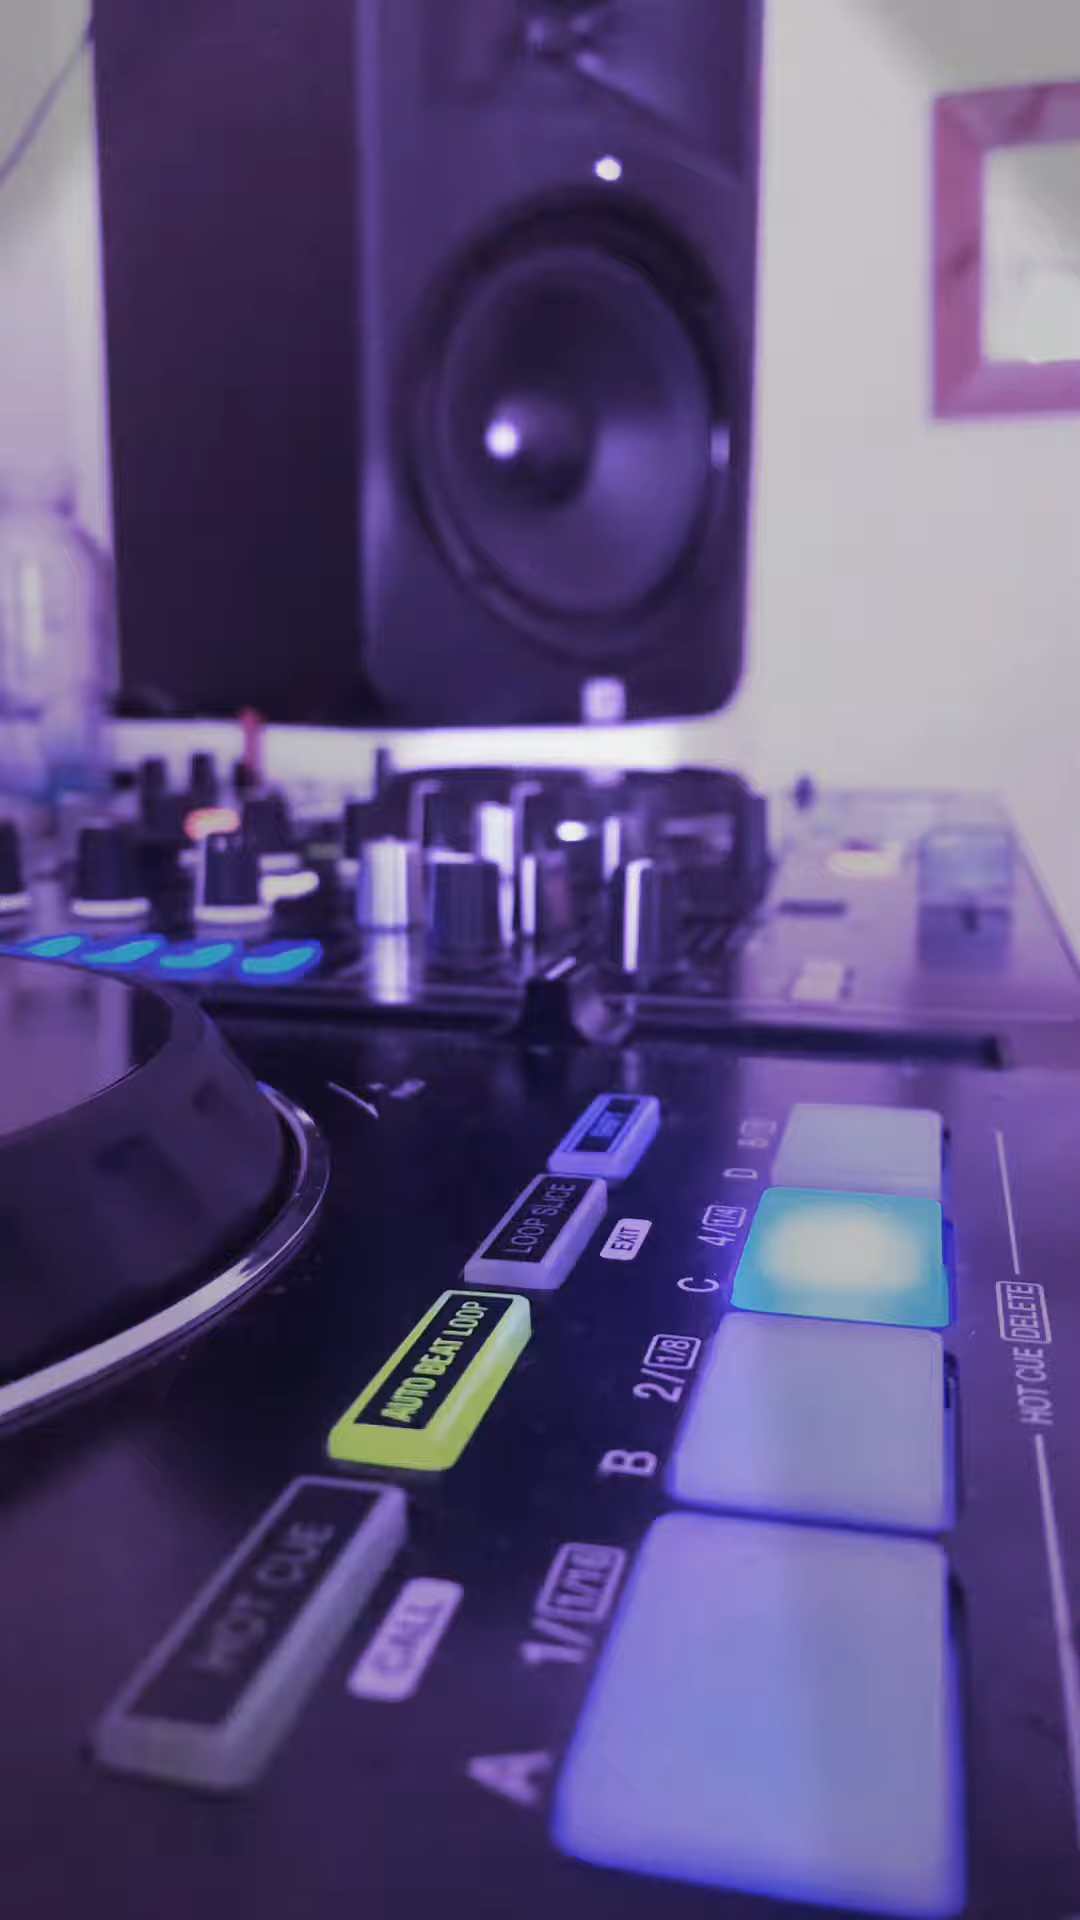 LOOP SLICE
EXIT
AUTO BEAT LOOP
HOT CUE
CALL
D 8/
4/1/4
C
2/1/8
B
1/1/16
A
HOT CUE DELETE